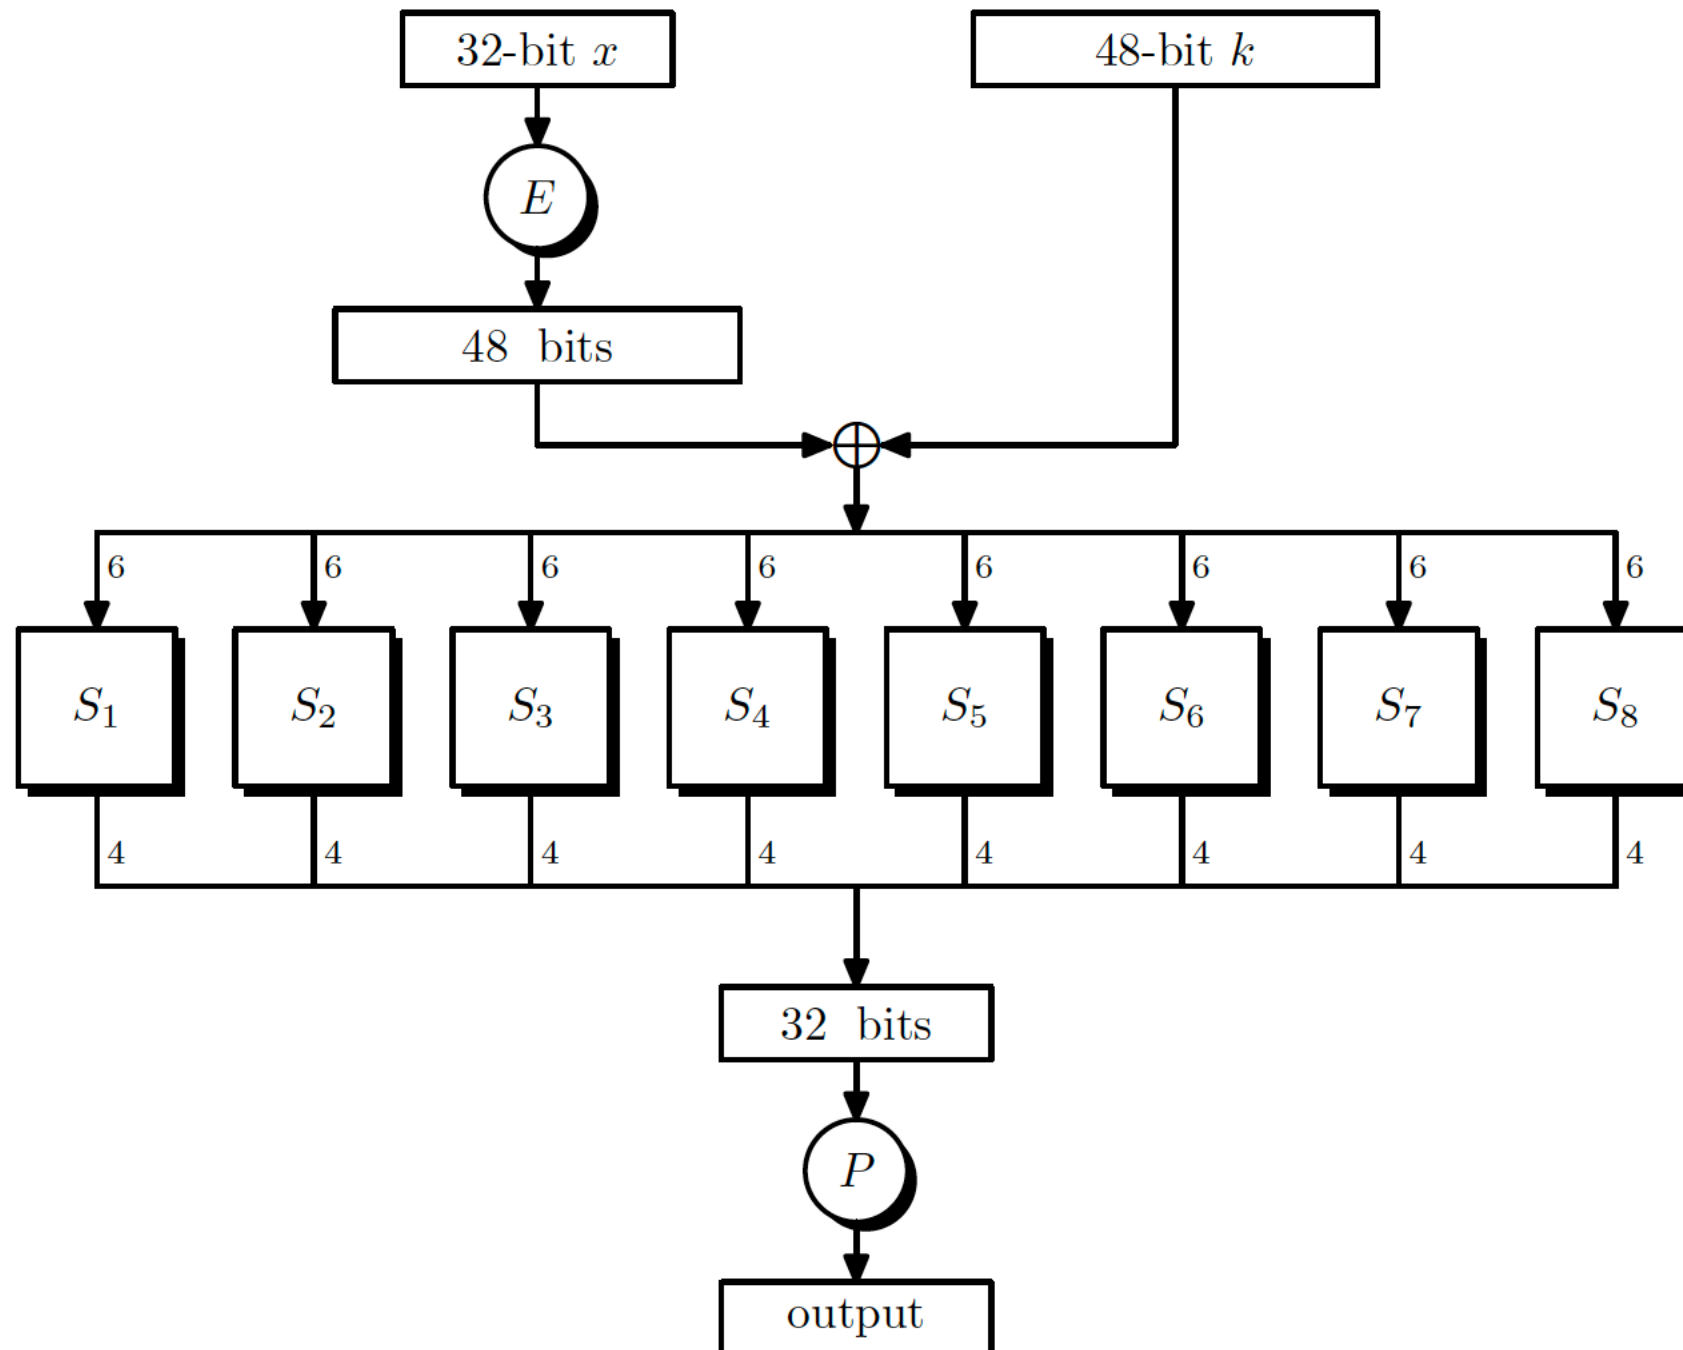 32-bit x 48-bit k
E
48 bits
⊕
6 6 6 6 6 6 6 6
S₁ S₂ S₃ S₄ S₅ S₆ S₇ S₈
4 4 4 4 4 4 4 4
32 bits
P
output